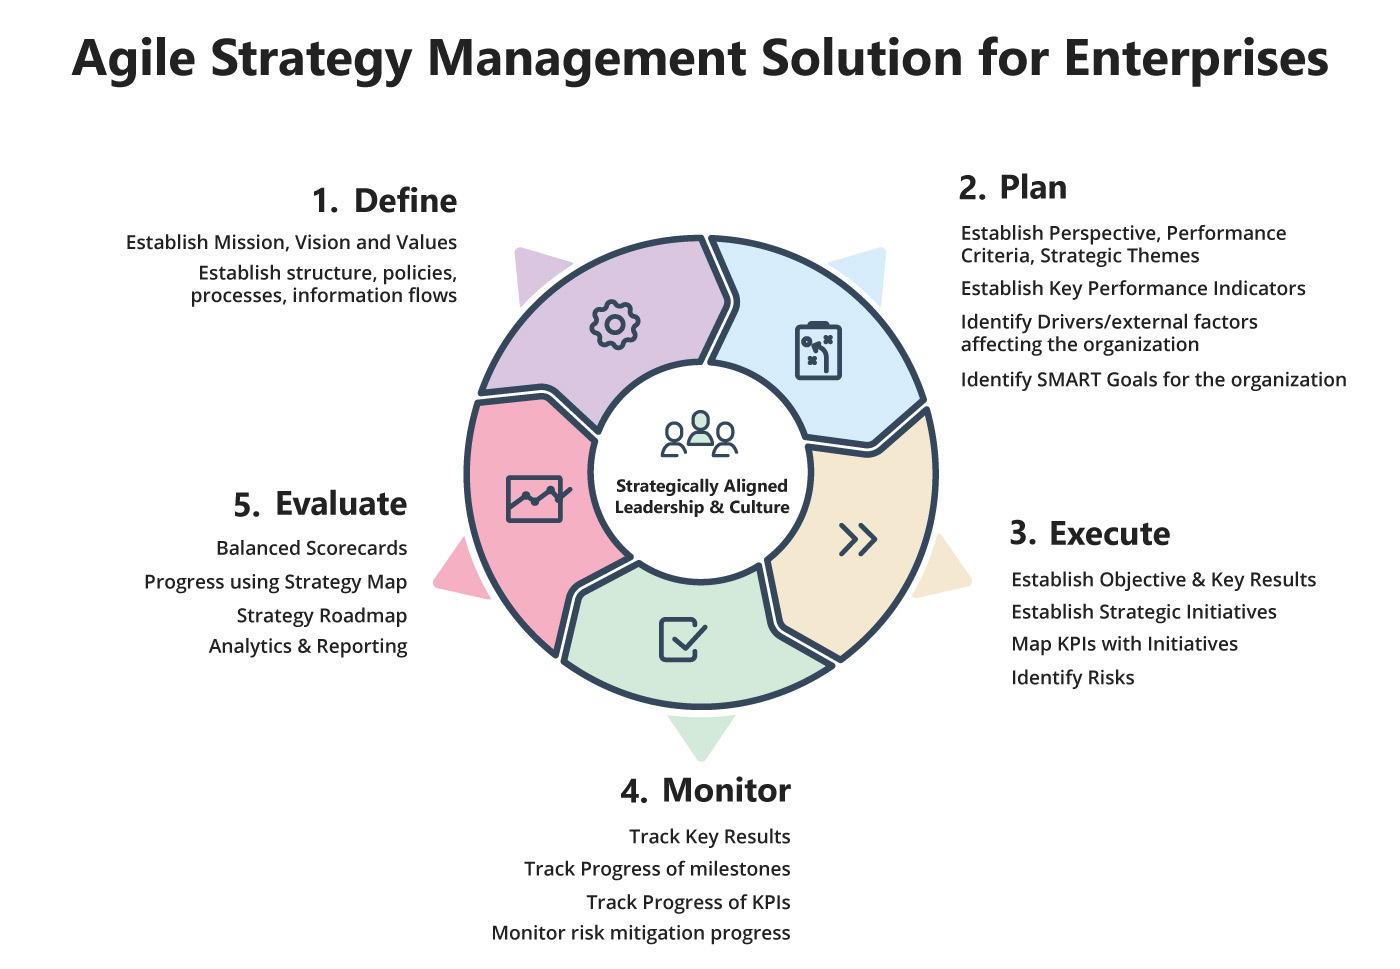 Agile Strategy Management Solution for Enterprises
1. Define
Establish Mission, Vision and Values
Establish structure, policies,
processes, information flows
2. Plan
Establish Perspective, Performance
Criteria, Strategic Themes
Establish Key Performance Indicators
Identify Drivers/external factors
affecting the organization
Identify SMART Goals for the organization
Strategically Aligned
Leadership & Culture
3. Execute
Establish Objective & Key Results
Establish Strategic Initiatives
Map KPIs with Initiatives
Identify Risks
4. Monitor
Track Key Results
Track Progress of milestones
Track Progress of KPIs
Monitor risk mitigation progress
5. Evaluate
Balanced Scorecards
Progress using Strategy Map
Strategy Roadmap
Analytics & Reporting